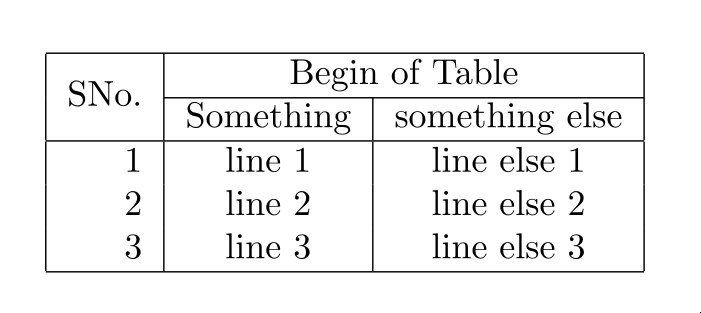 Begin of Table
SNo.
Something something else
1 line 1 line else 1
2 line 2 line else 2
3 line 3 line else 3